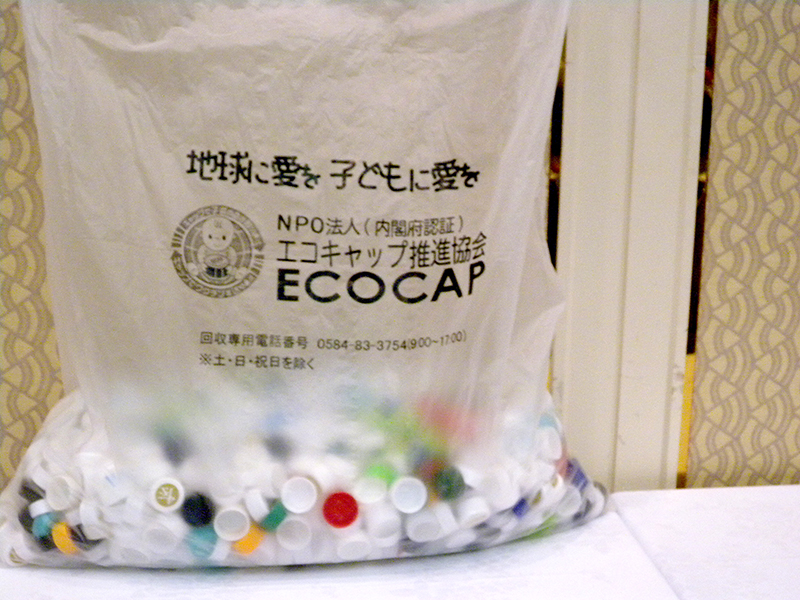 地球に愛を 子どもに愛を
NPO法人(内閣府認証)
エコキャップ推進協会
ECOCAP
回収専用電話番号 0584-83-3754(9:00~17:00)
※土・日・祝日を除く